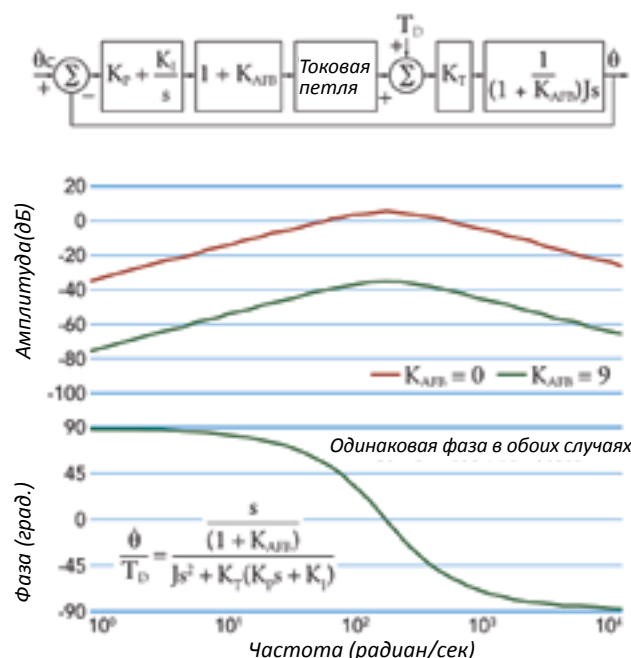 T_D
θ̇c + Σ − K_P + K_I/s 1 + K_AFB Токовая петля + + Σ K_T 1/((1 + K_AFB)Js) θ̇
Амплитуда(дБ)
20
0
-20
-40
-60
-80
-100
K_AFB = 0 K_AFB = 9
Фаза (град.)
90
45
0
-45
-90
Одинаковая фаза в обоих случаях
θ̇/T_D = (s/(1 + K_AFB))/(Js² + K_T(K_Ps + K_I))
10⁰ 10¹ 10² 10³ 10⁴
Частота (радиан/сек)